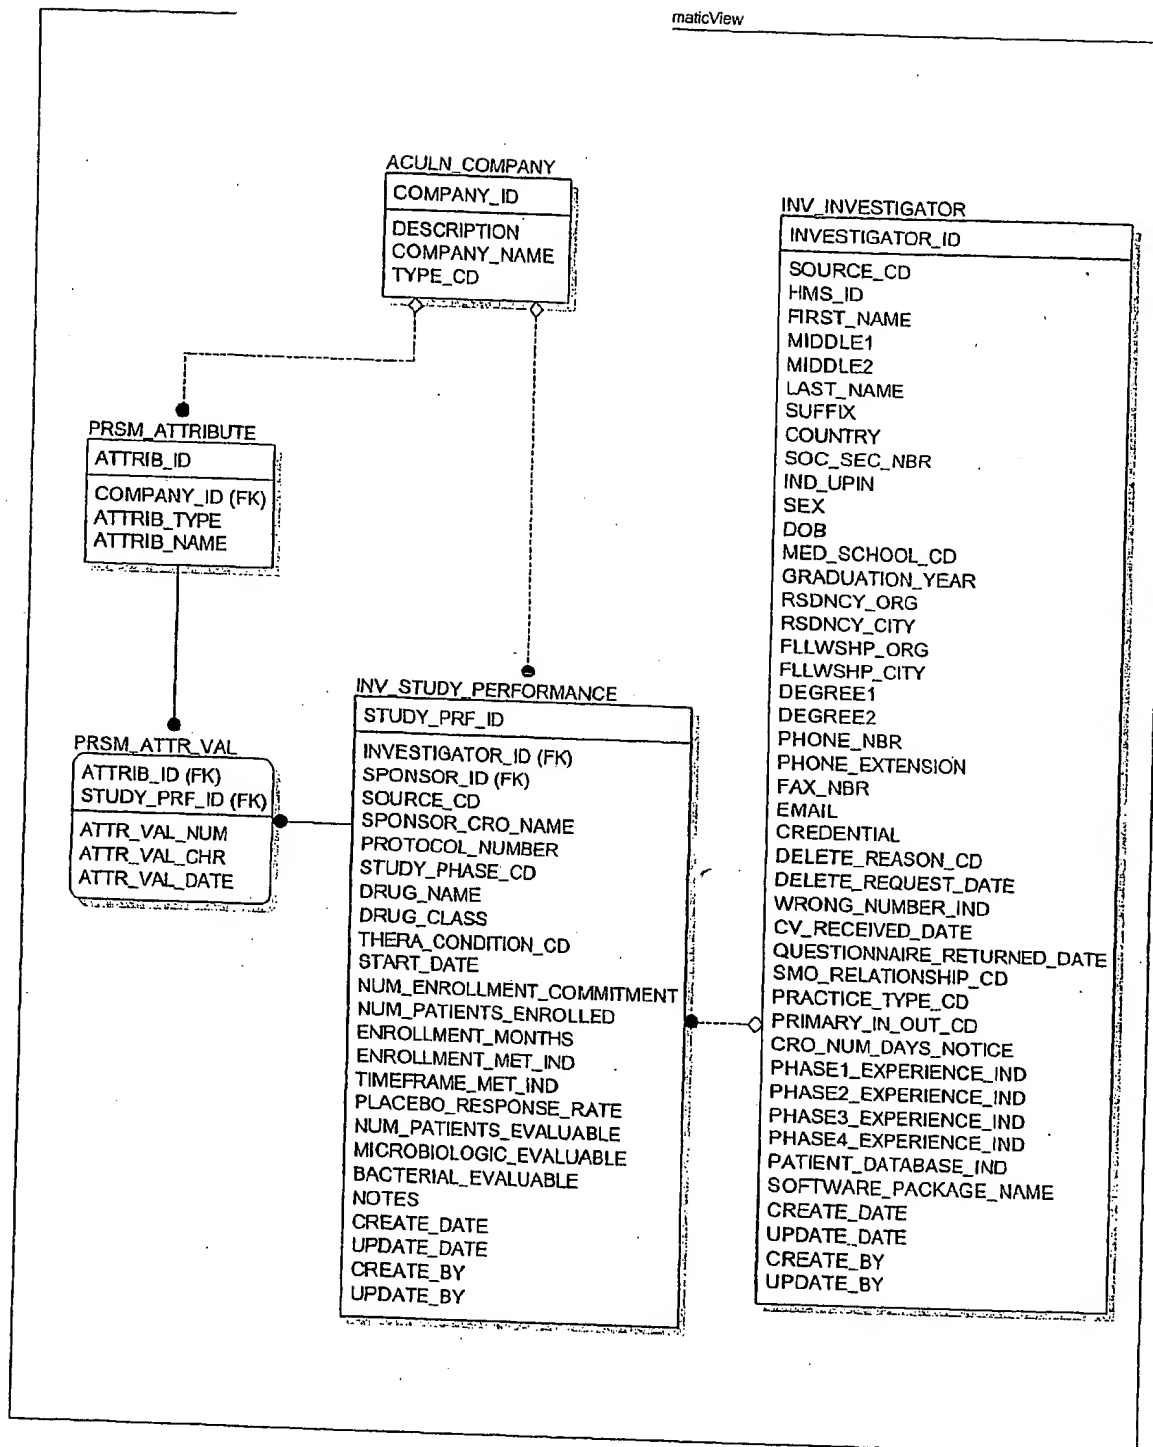 maticView
ACULN_COMPANY
COMPANY_ID
DESCRIPTION
COMPANY_NAME
TYPE_CD
PRSM_ATTRIBUTE
ATTRIB_ID
COMPANY_ID (FK)
ATTRIB_TYPE
ATTRIB_NAME
PRSM_ATTR_VAL
ATTRIB_ID (FK)
STUDY_PRF_ID (FK)
ATTR_VAL_NUM
ATTR_VAL_CHR
ATTR_VAL_DATE
INV_STUDY_PERFORMANCE
STUDY_PRF_ID
INVESTIGATOR_ID (FK)
SPONSOR_ID (FK)
SOURCE_CD
SPONSOR_CRO_NAME
PROTOCOL_NUMBER
STUDY_PHASE_CD
DRUG_NAME
DRUG_CLASS
THERA_CONDITION_CD
START_DATE
NUM_ENROLLMENT_COMMITMENT
NUM_PATIENTS_ENROLLED
ENROLLMENT_MONTHS
ENROLLMENT_MET_IND
TIMEFRAME_MET_IND
PLACEBO_RESPONSE_RATE
NUM_PATIENTS_EVALUABLE
MICROBIOLOGIC_EVALUABLE
BACTERIAL_EVALUABLE
NOTES
CREATE_DATE
UPDATE_DATE
CREATE_BY
UPDATE_BY
INV_INVESTIGATOR
INVESTIGATOR_ID
SOURCE_CD
HMS_ID
FIRST_NAME
MIDDLE1
MIDDLE2
LAST_NAME
SUFFIX
COUNTRY
SOC_SEC_NBR
IND_UPIN
SEX
DOB
MED_SCHOOL_CD
GRADUATION_YEAR
RSDNCY_ORG
RSDNCY_CITY
FLLWSHP_ORG
FLLWSHP_CITY
DEGREE1
DEGREE2
PHONE_NBR
PHONE_EXTENSION
FAX_NBR
EMAIL
CREDENTIAL
DELETE_REASON_CD
DELETE_REQUEST_DATE
WRONG_NUMBER_IND
CV_RECEIVED_DATE
QUESTIONNAIRE_RETURNED_DATE
SMO_RELATIONSHIP_CD
PRACTICE_TYPE_CD
PRIMARY_IN_OUT_CD
CRO_NUM_DAYS_NOTICE
PHASE1_EXPERIENCE_IND
PHASE2_EXPERIENCE_IND
PHASE3_EXPERIENCE_IND
PHASE4_EXPERIENCE_IND
PATIENT_DATABASE_IND
SOFTWARE_PACKAGE_NAME
CREATE_DATE
UPDATE_DATE
CREATE_BY
UPDATE_BY